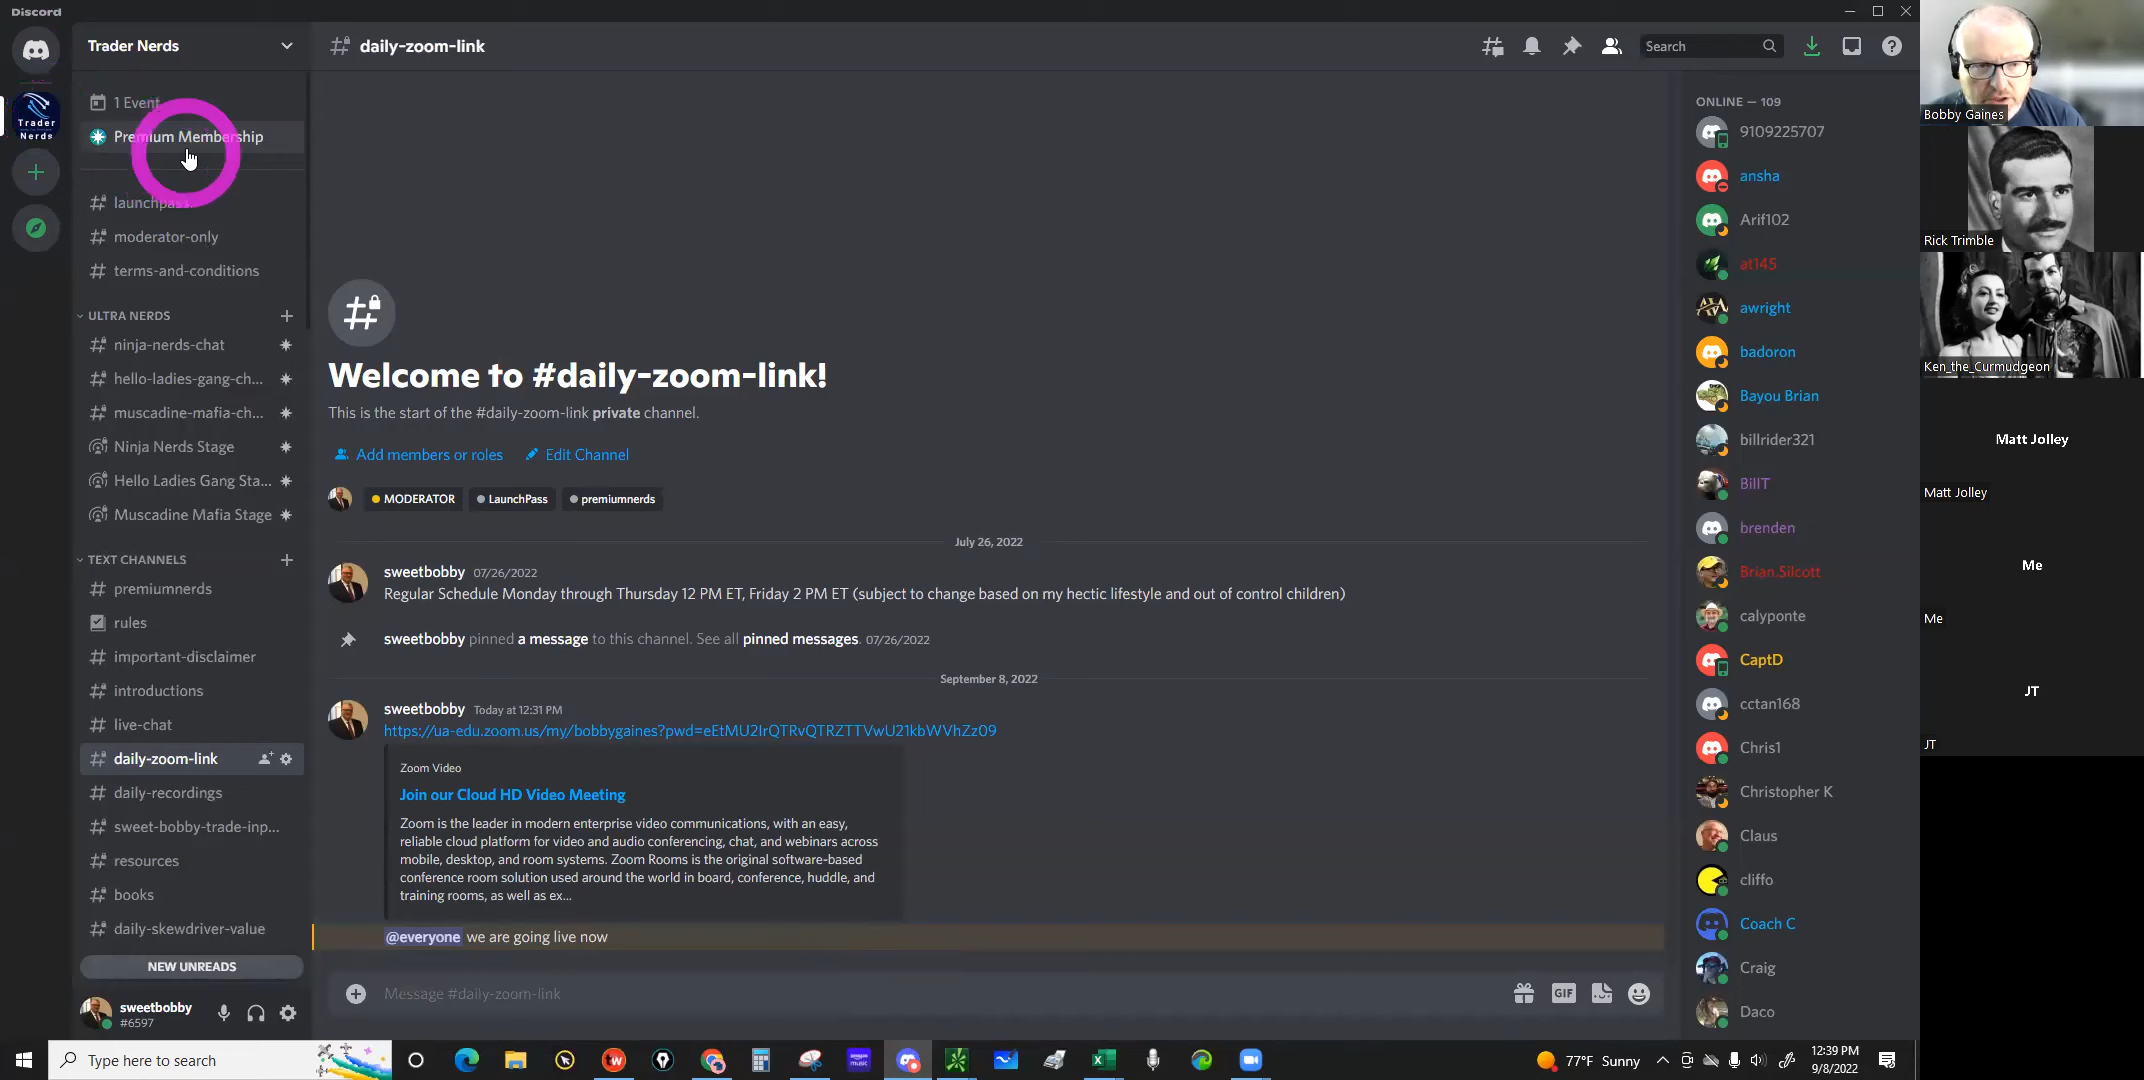 Discord
Trader Nerds
daily-zoom-link
Search
Trader
Nerds
1 Event
Premium Membership
launchpass
moderator-only
terms-and-conditions
ULTRA NERDS
ninja-nerds-chat
hello-ladies-gang-ch...
muscadine-mafia-ch...
Ninja Nerds Stage
Hello Ladies Gang Sta...
Muscadine Mafia Stage
TEXT CHANNELS
premiumnerds
rules
important-disclaimer
introductions
live-chat
daily-zoom-link
daily-recordings
sweet-bobby-trade-inp...
resources
books
daily-skewdriver-value
NEW UNREADS
sweetbobby
#6597
Welcome to #daily-zoom-link!
This is the start of the #daily-zoom-link private channel.
Add members or roles Edit Channel
MODERATOR LaunchPass premiumnerds
July 26, 2022
sweetbobby 07/26/2022
Regular Schedule Monday through Thursday 12 PM ET, Friday 2 PM ET (subject to change based on my hectic lifestyle and out of control children)
sweetbobby pinned a message to this channel. See all pinned messages. 07/26/2022
September 8, 2022
sweetbobby Today at 12:31 PM
https://ua-edu.zoom.us/my/bobbygaines?pwd=eEtMU2IrQTRvQTRZTTVwU21kbWVhZz09
Zoom Video
Join our Cloud HD Video Meeting
Zoom is the leader in modern enterprise video communications, with an easy,
reliable cloud platform for video and audio conferencing, chat, and webinars across
mobile, desktop, and room systems. Zoom Rooms is the original software-based
conference room solution used around the world in board, conference, huddle, and
training rooms, as well as ex...
@everyone we are going live now
Message #daily-zoom-link
GIF
ONLINE — 109
9109225707
ansha
Arif102
at145
awright
badoron
Bayou Brian
billrider321
BillT
brenden
Brian.Silcott
calyponte
CaptD
cctan168
Chris1
Christopher K
Claus
cliffo
Coach C
Craig
Daco
Bobby Gaines
Rick Trimble
Ken_the_Curmudgeon
Matt Jolley
Matt Jolley
Me
Me
JT
JT
Type here to search
77°F Sunny
12:39 PM
9/8/2022